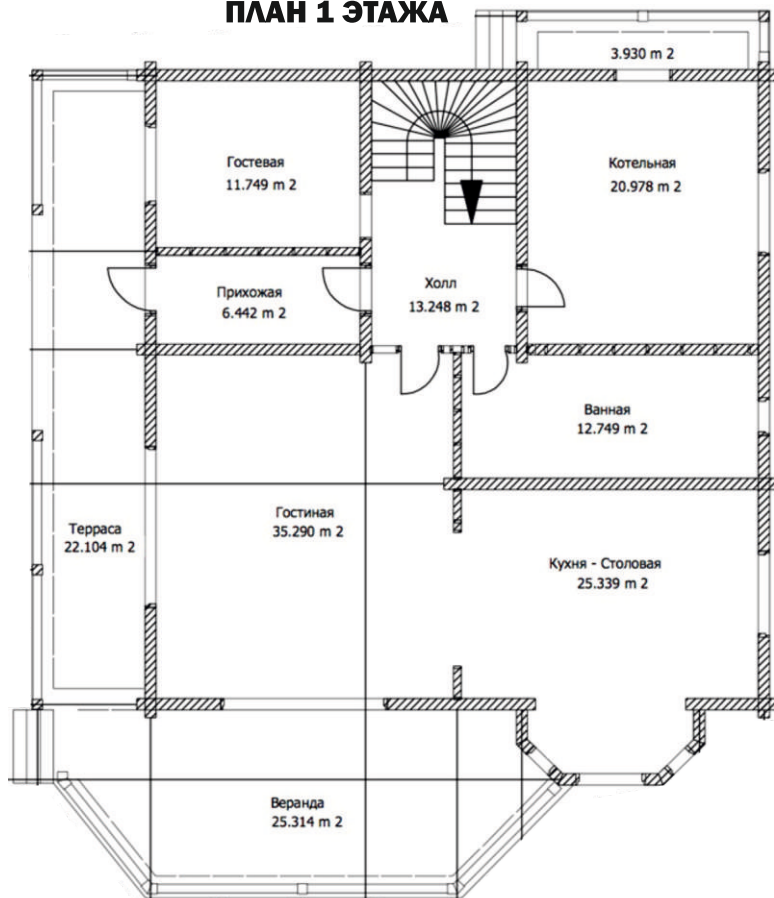 ПЛАН 1 ЭТАЖА
3.930 m 2
Гостевая
11.749 m 2
Котельная
20.978 m 2
Прихожая
6.442 m 2
Холл
13.248 m 2
Ванная
12.749 m 2
Терраса
22.104 m 2
Гостиная
35.290 m 2
Кухня - Столовая
25.339 m 2
Веранда
25.314 m 2